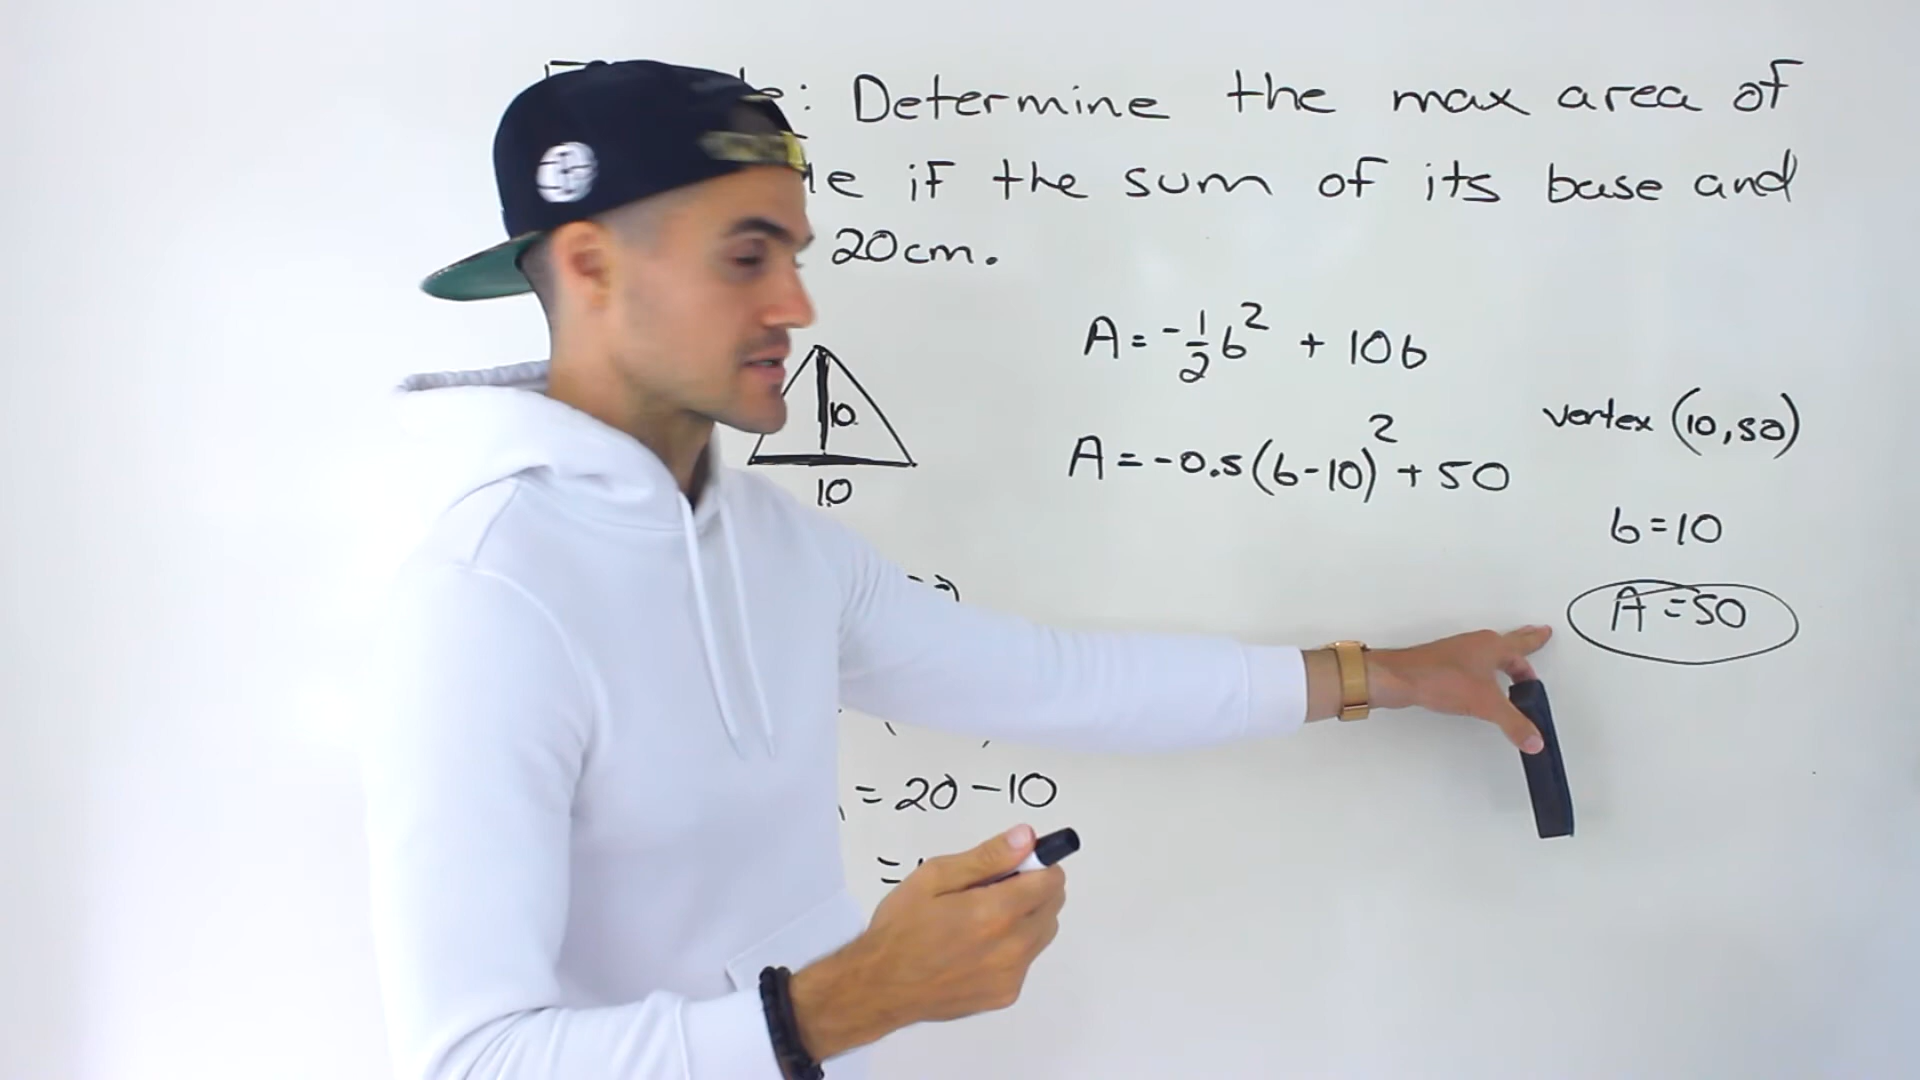 : Determine the max area of
if the sum of its base and
20cm.
A = -1/2 b² + 10b
10
vertex (10,50)
A = -0.5(b-10)² + 50
10
b = 10
A = 50
= 20 - 10
=